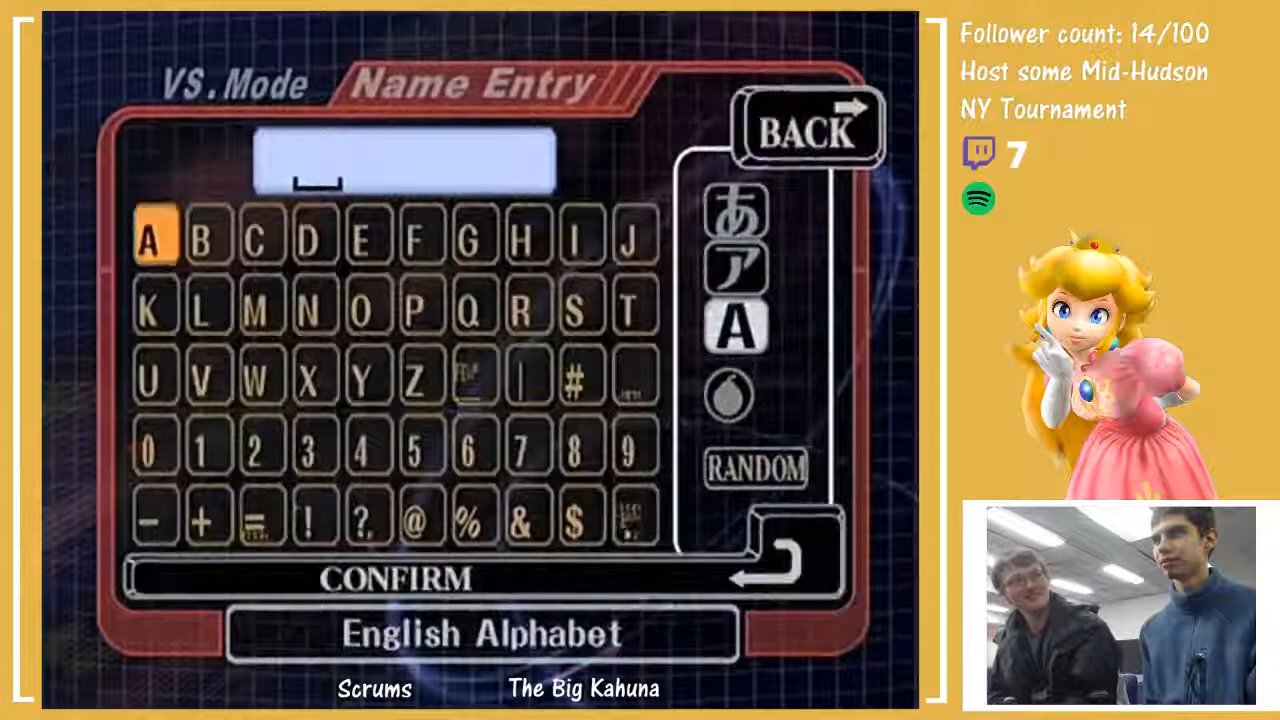 VS.Mode Name Entry
BACK
A B C D E F G H I J
K L M N O P Q R S T
U V W X Y Z | #
0 1 2 3 4 5 6 7 8 9
- + = ! ? @ % & $
あ
ア
A
RANDOM
CONFIRM
English Alphabet
Scrums The Big Kahuna
Follower count: 14/100
Host some Mid-Hudson
NY Tournament
7